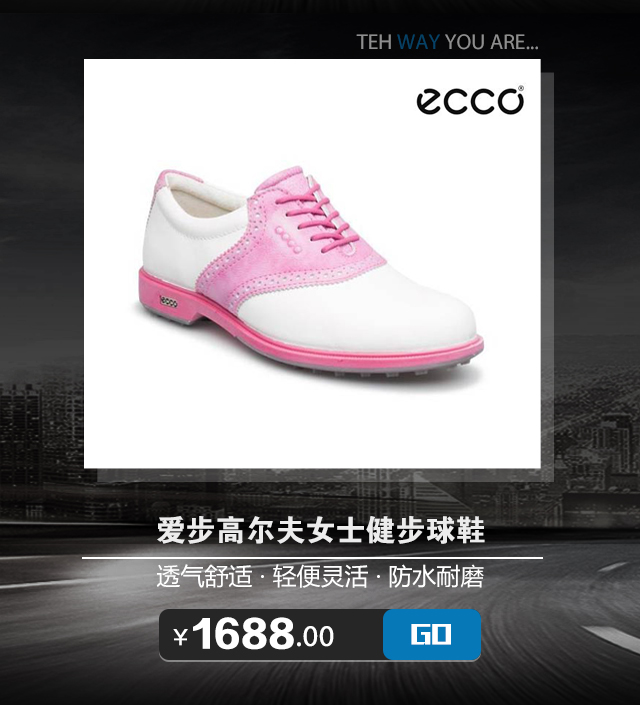 TEH WAY YOU ARE...
ecco®
ecco
爱步高尔夫女士健步球鞋
透气舒适 · 轻便灵活 · 防水耐磨
¥1688.00 GO